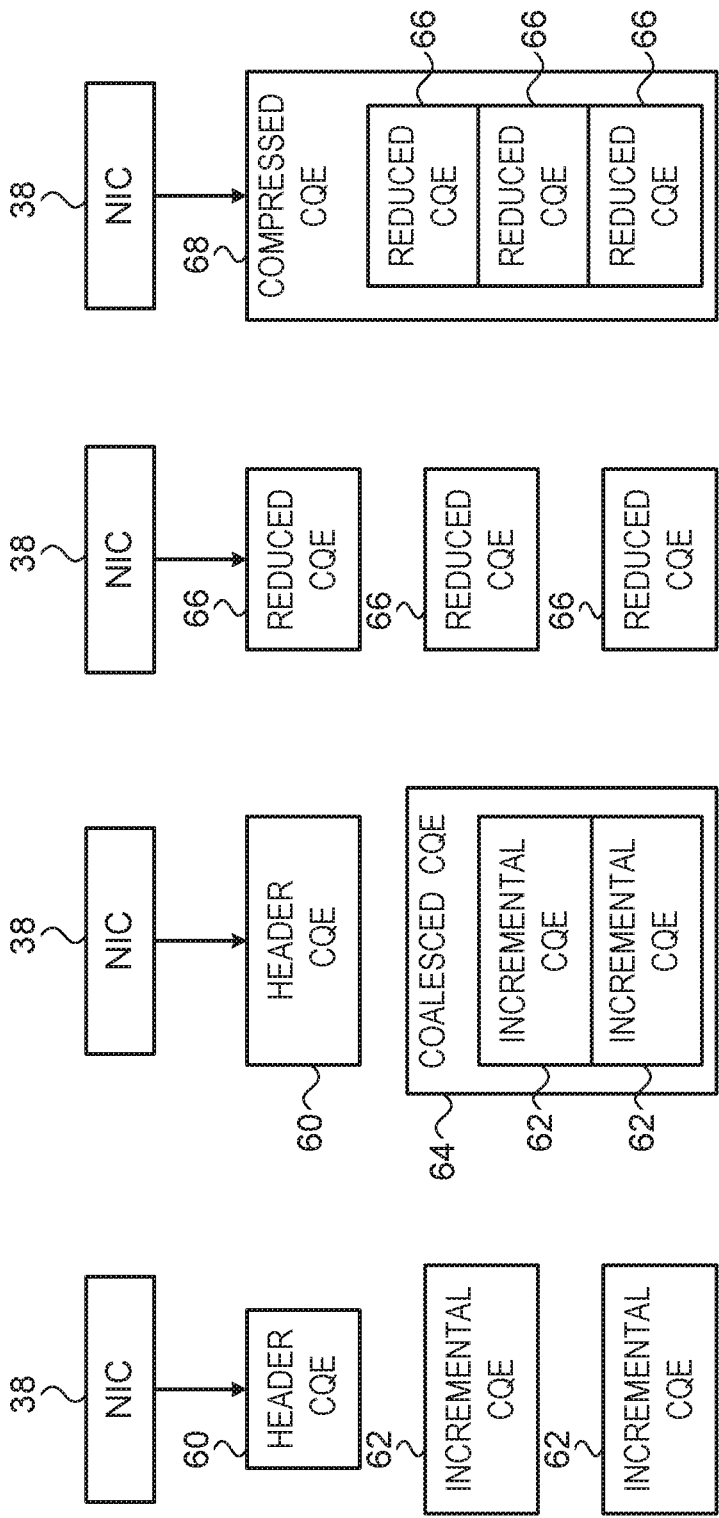 38
NIC
60
HEADER
CQE
62
INCREMENTAL
CQE
62
INCREMENTAL
CQE
38
NIC
HEADER
CQE
60
COALESCED CQE
64
INCREMENTAL
CQE
62
INCREMENTAL
CQE
62
38
NIC
66
REDUCED
CQE
66
REDUCED
CQE
66
REDUCED
CQE
38
NIC
68
COMPRESSED
CQE
REDUCED
CQE
66
REDUCED
CQE
66
REDUCED
CQE
66